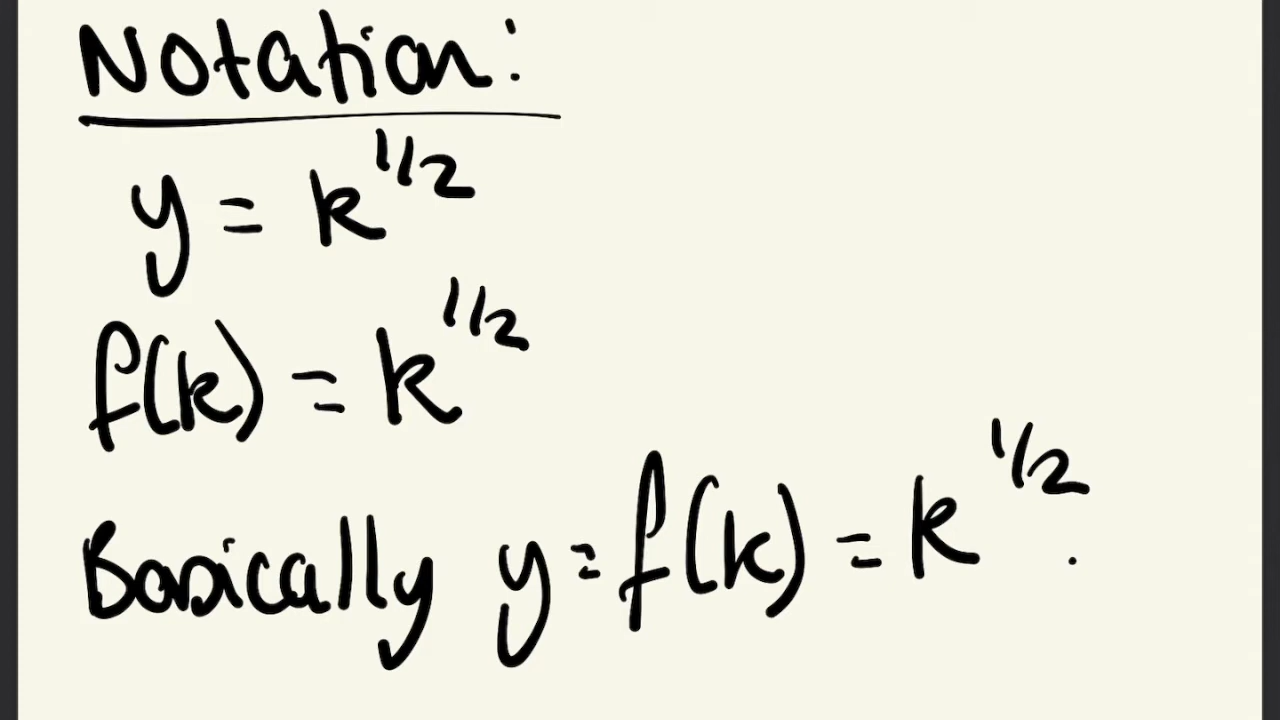 Notation:
y = k^1/2
f(k) = k^1/2
Basically y = f(k) = k^1/2.